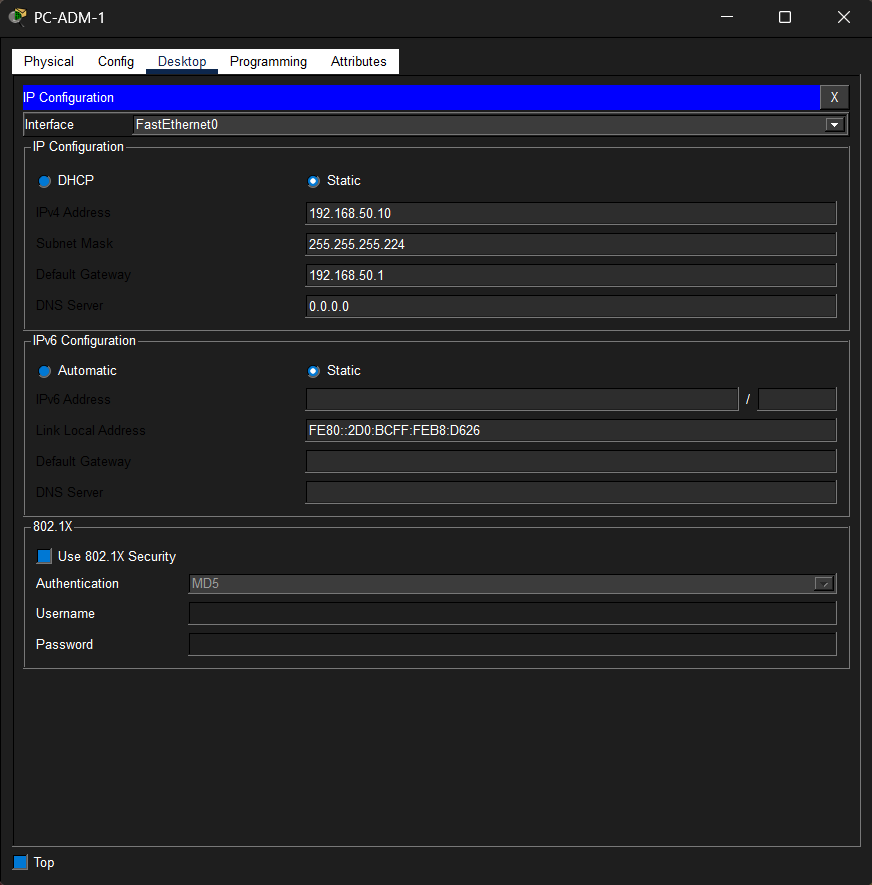 PC-ADM-1
Physical Config Desktop Programming Attributes
IP Configuration X
Interface FastEthernet0
IP Configuration
DHCP Static
IPv4 Address 192.168.50.10
Subnet Mask 255.255.255.224
Default Gateway 192.168.50.1
DNS Server 0.0.0.0
IPv6 Configuration
Automatic Static
IPv6 Address /
Link Local Address FE80::2D0:BCFF:FEB8:D626
Default Gateway
DNS Server
802.1X
Use 802.1X Security
Authentication MD5
Username
Password
Top